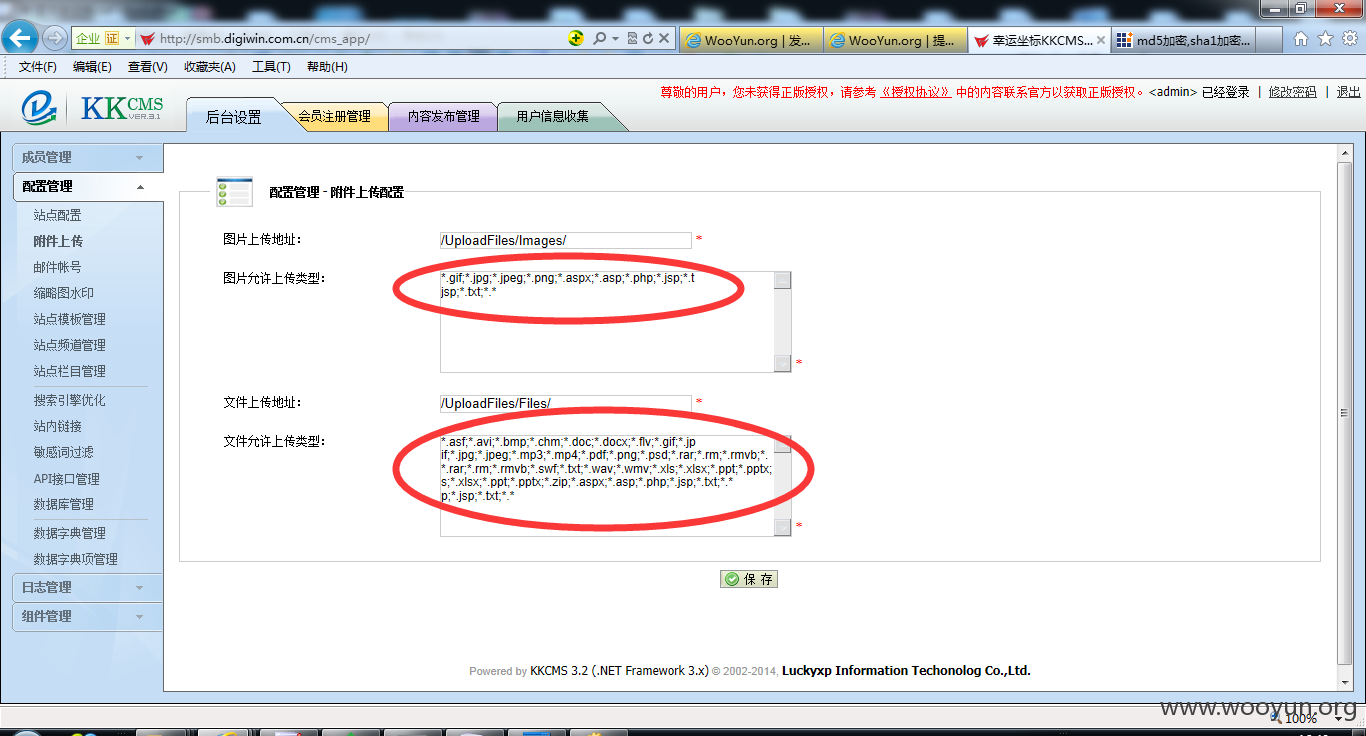 企业 证 http://smb.digiwin.com.cn/cms_app/ WooYun.org | 发... WooYun.org | 提... 幸运坐标KKCMS... md5加密,sha1加密...
文件(F) 编辑(E) 查看(V) 收藏夹(A) 工具(T) 帮助(H)
KKCMS VER.3.1
尊敬的用户，您未获得正版授权，请参考 《授权协议》 中的内容联系官方以获取正版授权。<admin> 已经登录 | 修改密码 | 退出
后台设置 会员注册管理 内容发布管理 用户信息收集
成员管理
配置管理
站点配置
附件上传
邮件帐号
缩略图水印
站点模板管理
站点频道管理
站点栏目管理
搜索引擎优化
站内链接
敏感词过滤
API接口管理
数据库管理
数据字典管理
数据字典项管理
日志管理
组件管理
配置管理 - 附件上传配置
图片上传地址： /UploadFiles/Images/ *
图片允许上传类型： *.gif;*.jpg;*.jpeg;*.png;*.aspx;*.asp;*.php;*.jsp;*.t
jsp;*.txt;*.*
*
文件上传地址： /UploadFiles/Files/ *
文件允许上传类型： *.asf;*.avi;*.bmp;*.chm;*.doc;*.docx;*.flv;*.gif;*.jp
if;*.jpg;*.jpeg;*.mp3;*.mp4;*.pdf;*.png;*.psd;*.rar;*.rm;*.rmvb;*.
*.rar;*.rm;*.rmvb;*.swf;*.txt;*.wav;*.wmv;*.xls;*.xlsx;*.ppt;*.pptx;
s;*.xlsx;*.ppt;*.pptx;*.zip;*.aspx;*.asp;*.php;*.jsp;*.txt;*.*
p;*.jsp;*.txt;*.*
*
保 存
Powered by KKCMS 3.2 (.NET Framework 3.x) © 2002-2014, Luckyxp Information Techonolog Co.,Ltd.
www.wooyun.org
100%